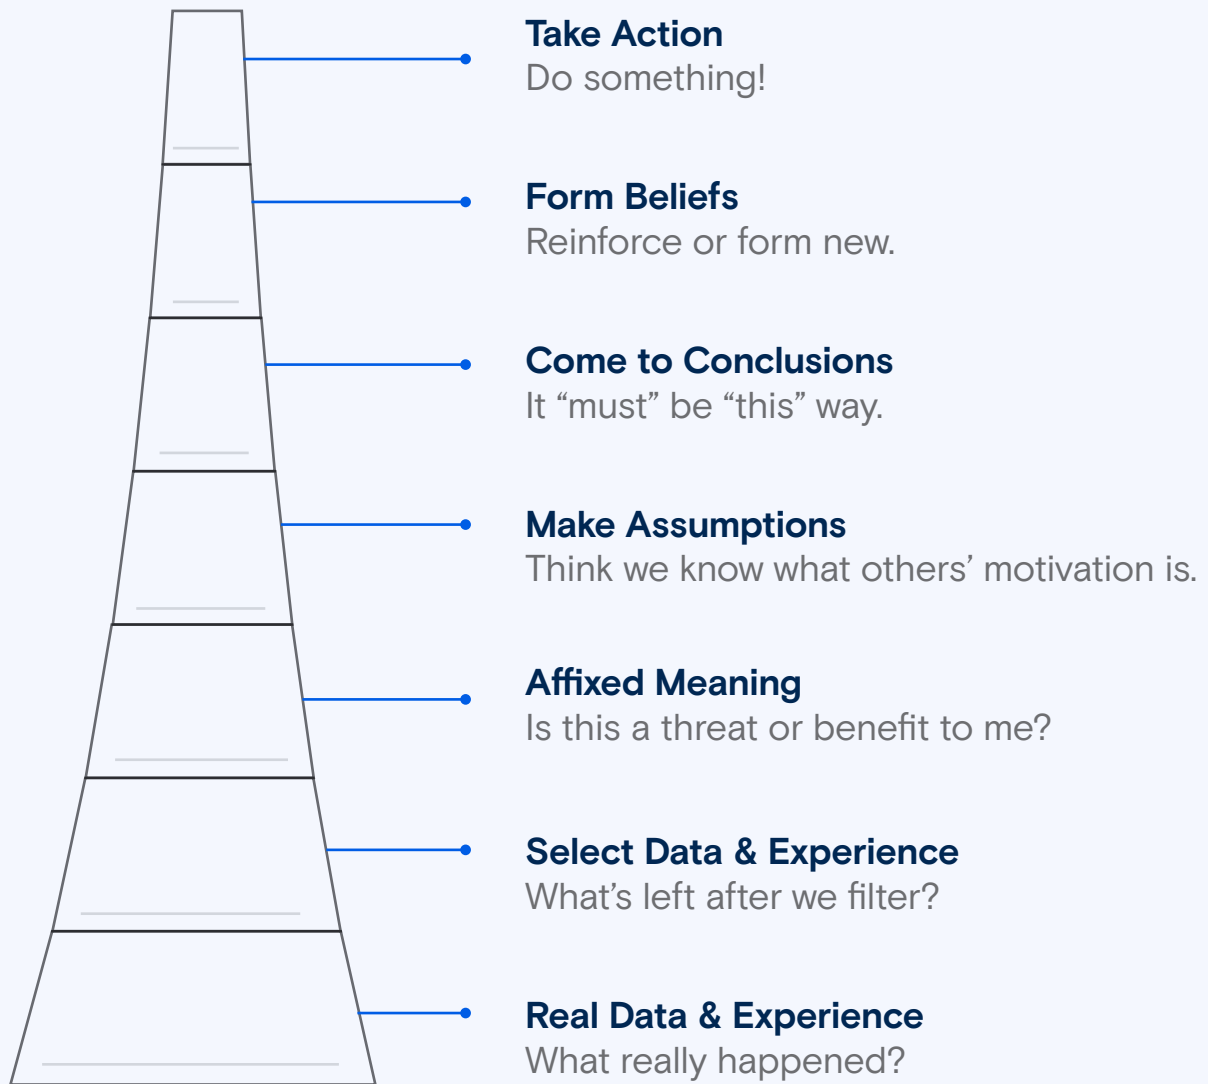 Take Action
Do something!
Form Beliefs
Reinforce or form new.
Come to Conclusions
It “must” be “this” way.
Make Assumptions
Think we know what others’ motivation is.
Affixed Meaning
Is this a threat or benefit to me?
Select Data & Experience
What’s left after we filter?
Real Data & Experience
What really happened?